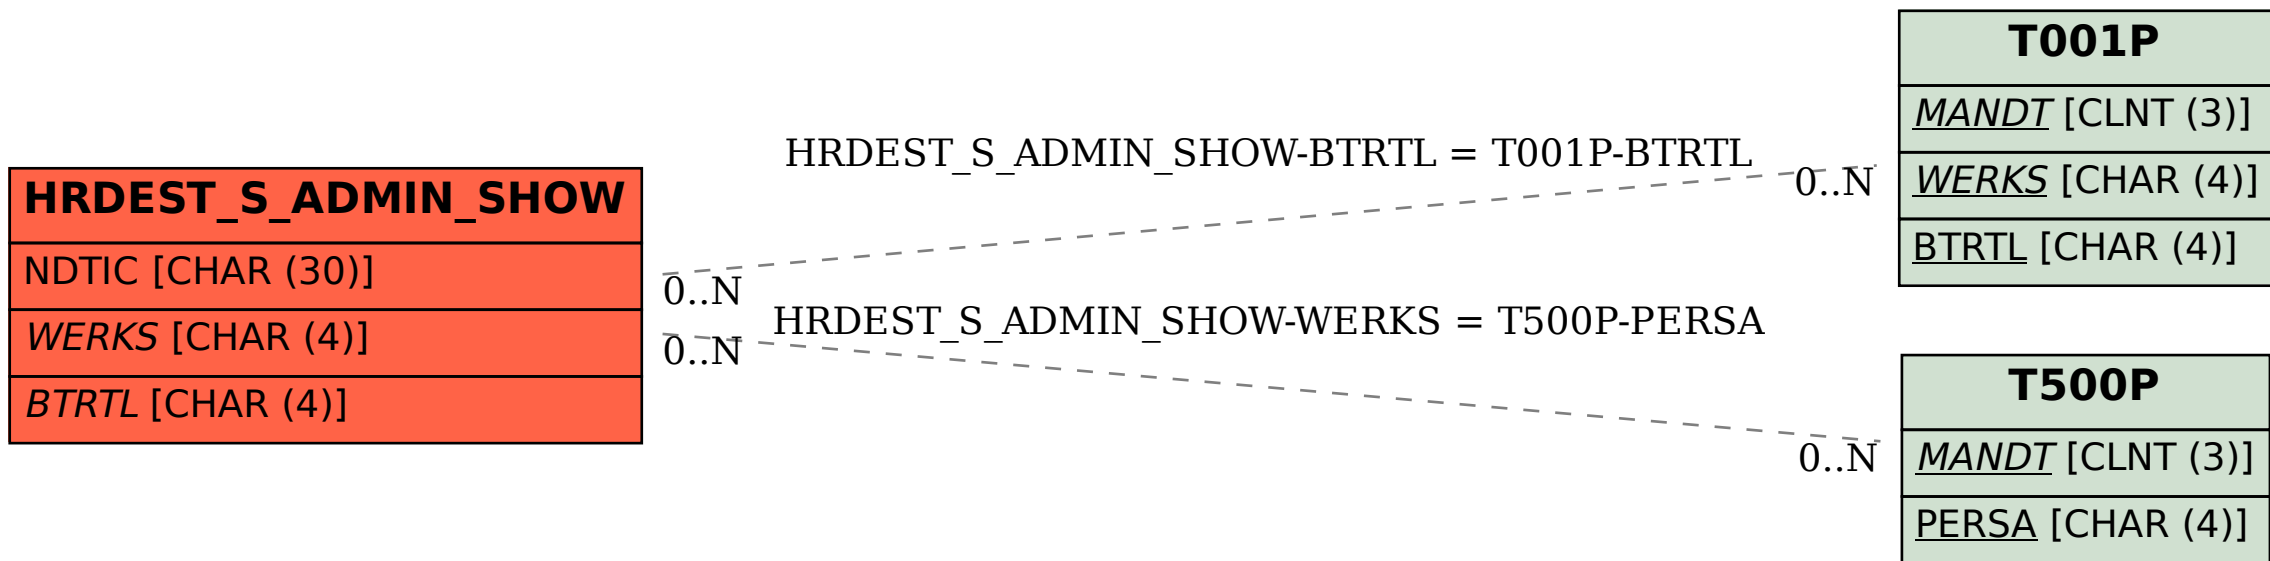 HRDEST_S_ADMIN_SHOW
NDTIC [CHAR (30)]
WERKS [CHAR (4)]
BTRTL [CHAR (4)]
HRDEST_S_ADMIN_SHOW-BTRTL = T001P-BTRTL
0..N
0..N
HRDEST_S_ADMIN_SHOW-WERKS = T500P-PERSA
0..N
0..N
T001P
MANDT [CLNT (3)]
WERKS [CHAR (4)]
BTRTL [CHAR (4)]
T500P
MANDT [CLNT (3)]
PERSA [CHAR (4)]